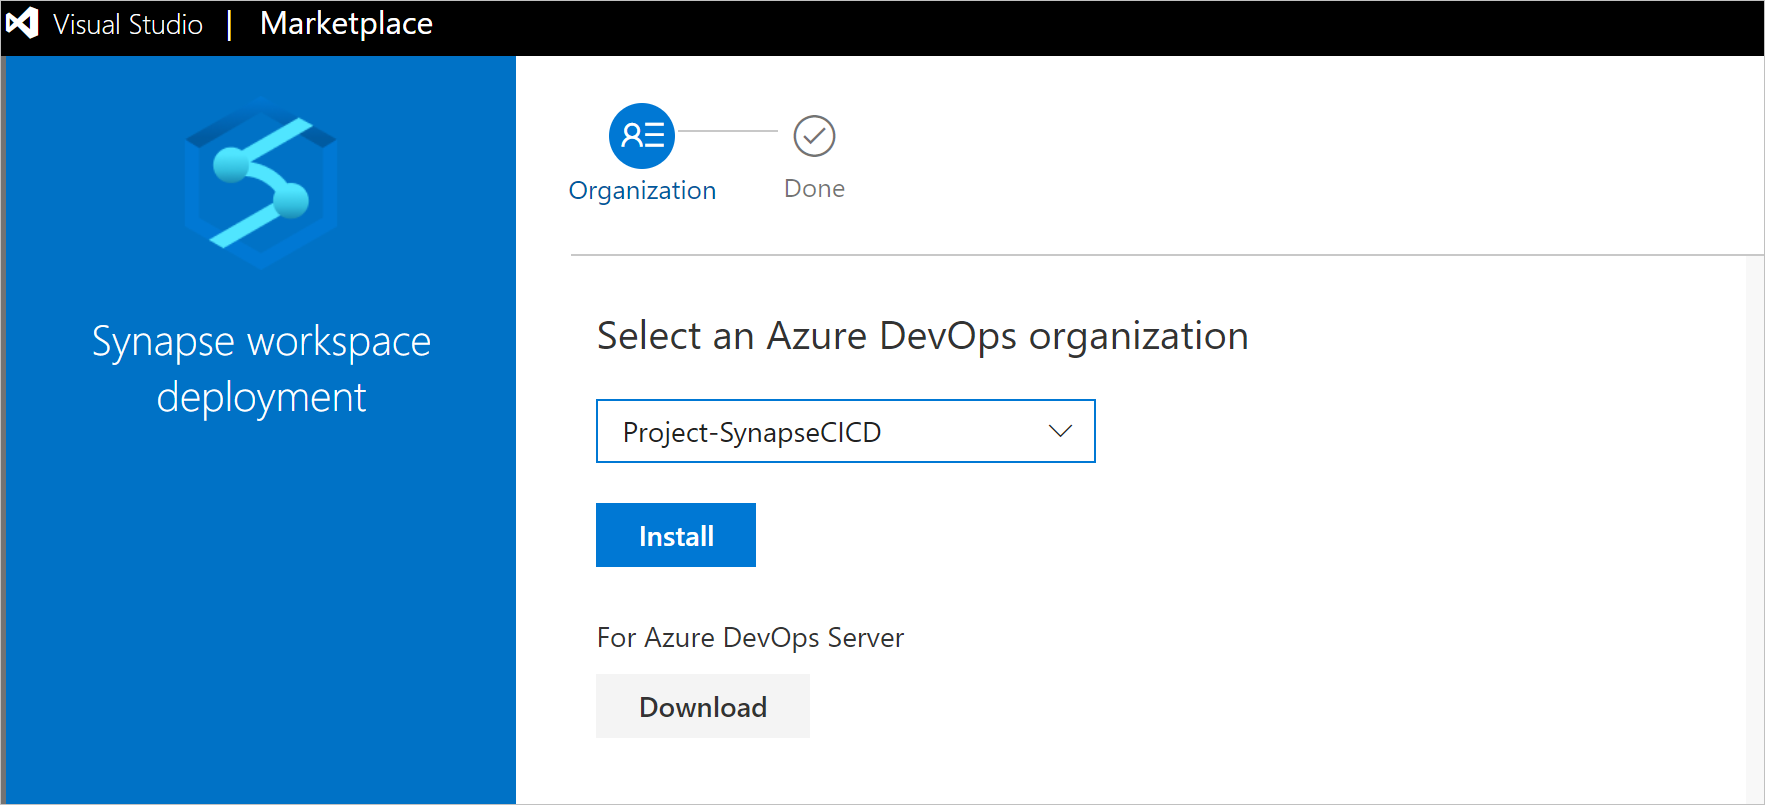 Visual Studio | Marketplace
Synapse workspace
deployment
Organization
Done
Select an Azure DevOps organization
Project-SynapseCICD
Install
For Azure DevOps Server
Download